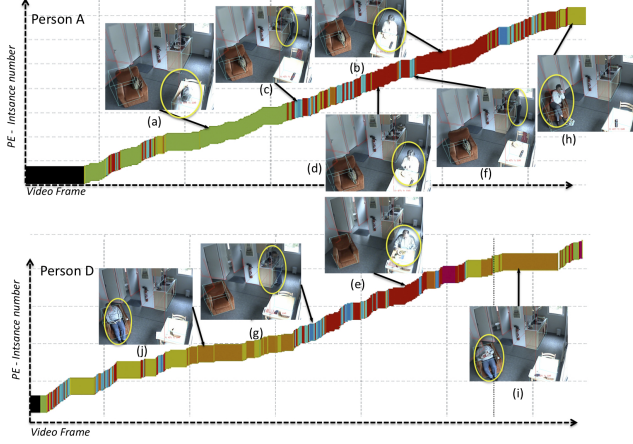 Person A
PE - Intsance number
(a)
(c)
(b)
(d)
(f)
(h)
Video Frame
Person D
PE - Intsance number
(j)
(g)
(e)
(i)
Video Frame